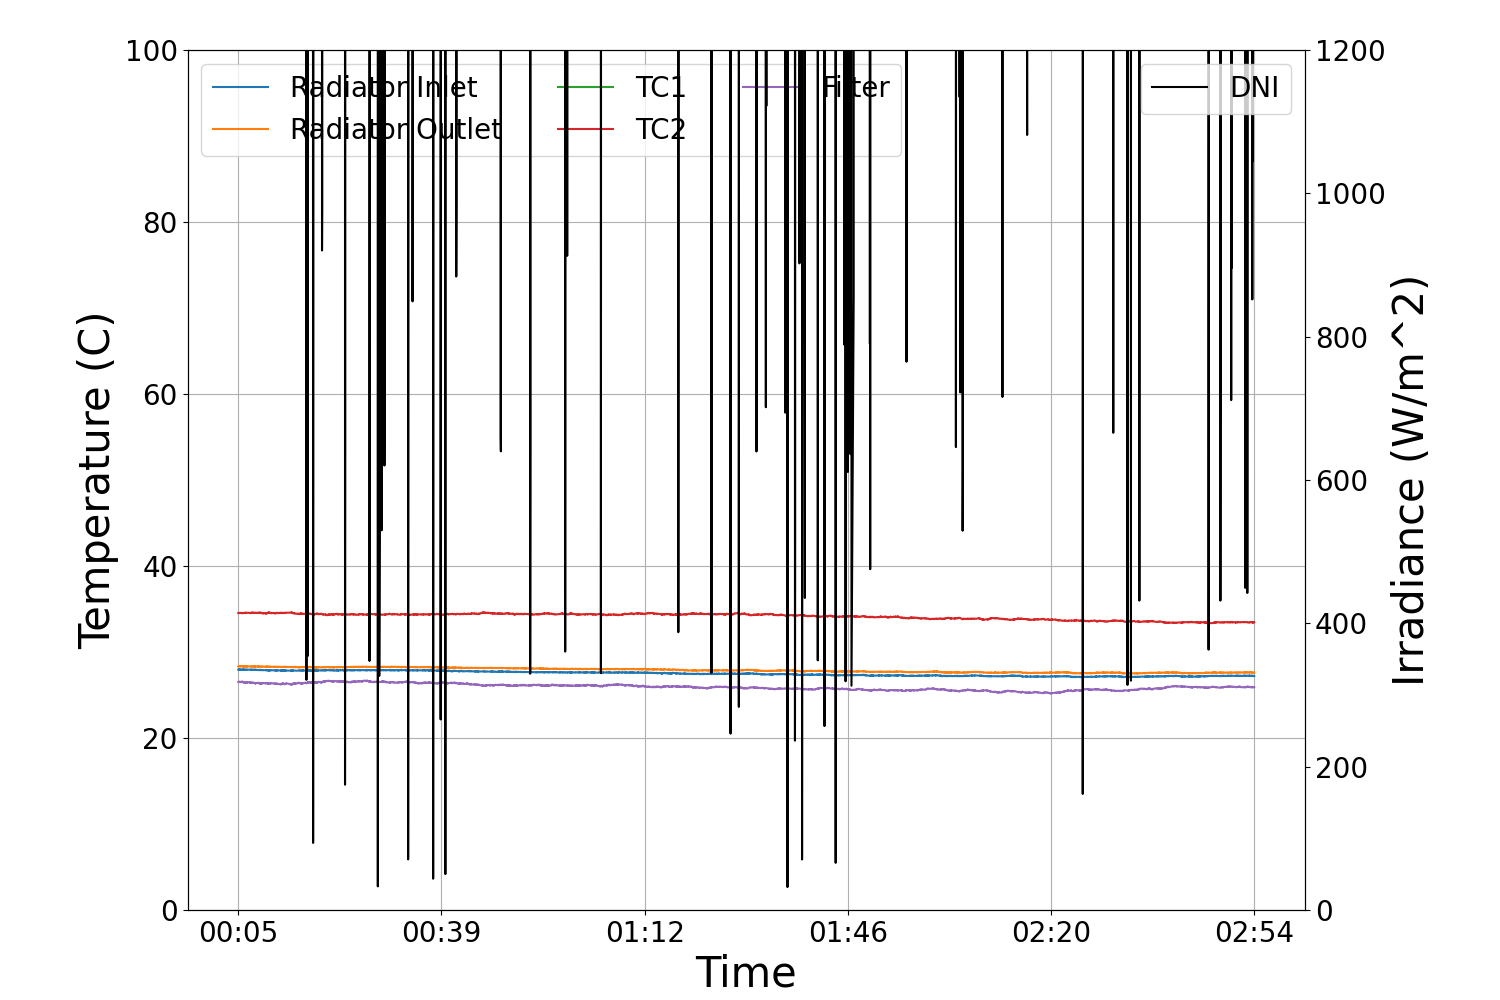 100
80
60
40
20
0
Temperature (C)
Radiator Inlet
Radiator Outlet
TC1
TC2
Filter
DNI
1200
1000
800
600
400
200
0
Irradiance (W/m^2)
00:05 00:39 01:12 01:46 02:20 02:54
Time